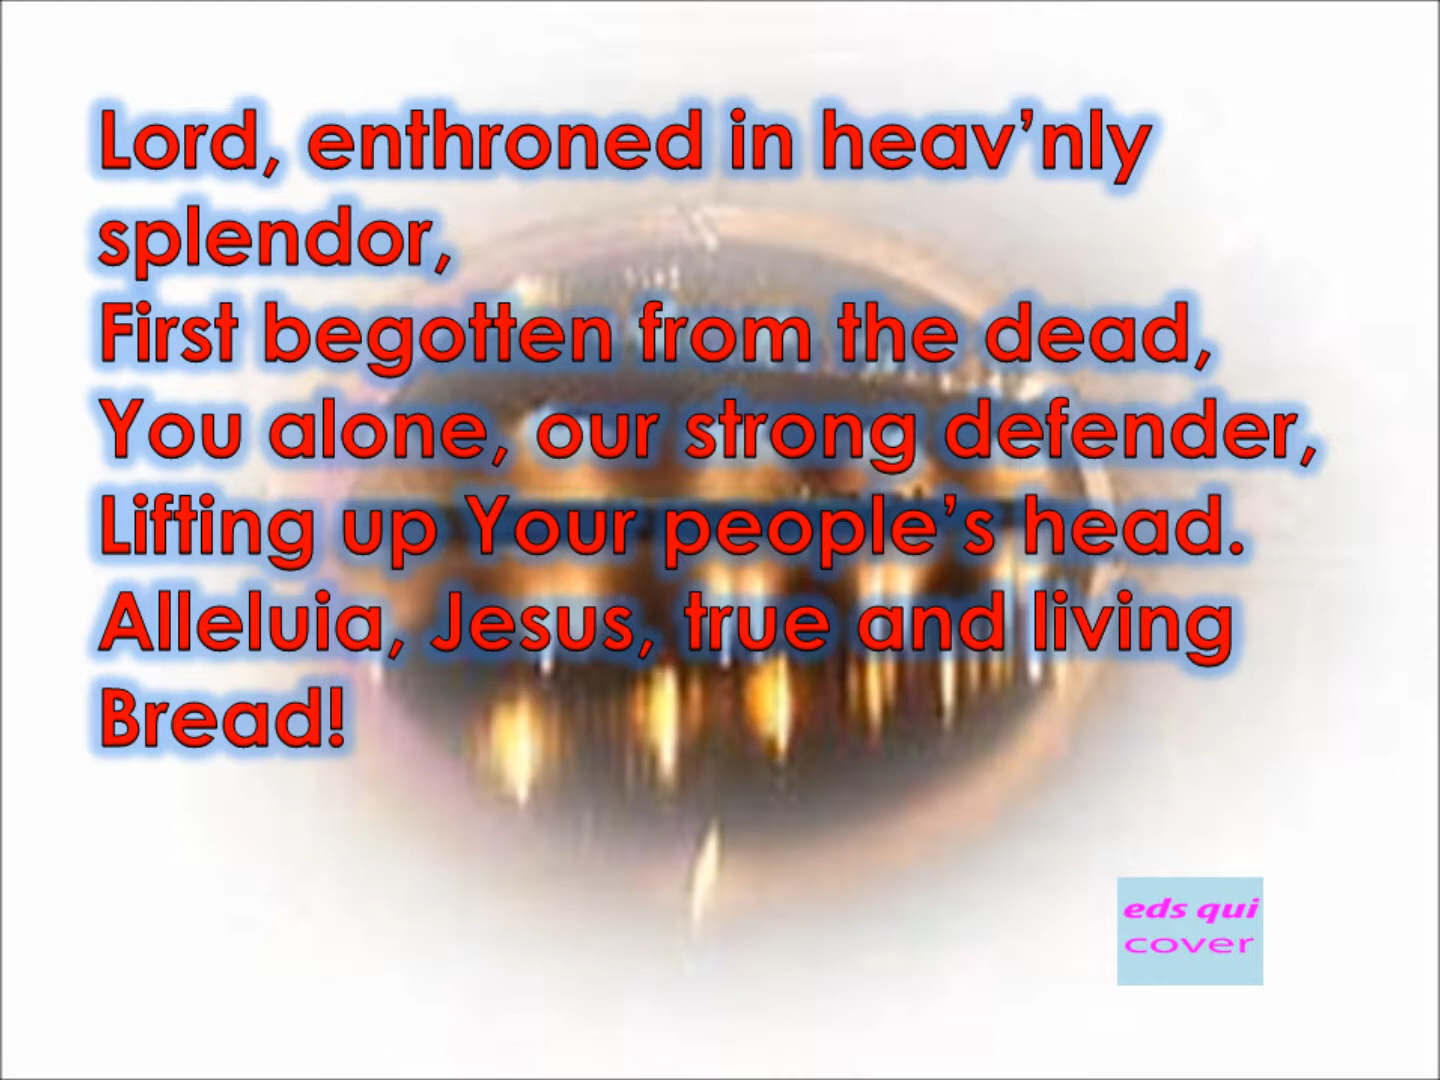 Lord, enthroned in heav’nly
splendor,
First begotten from the dead,
You alone, our strong defender,
Lifting up Your people’s head.
Alleluia, Jesus, true and living
Bread!
eds qui
cover